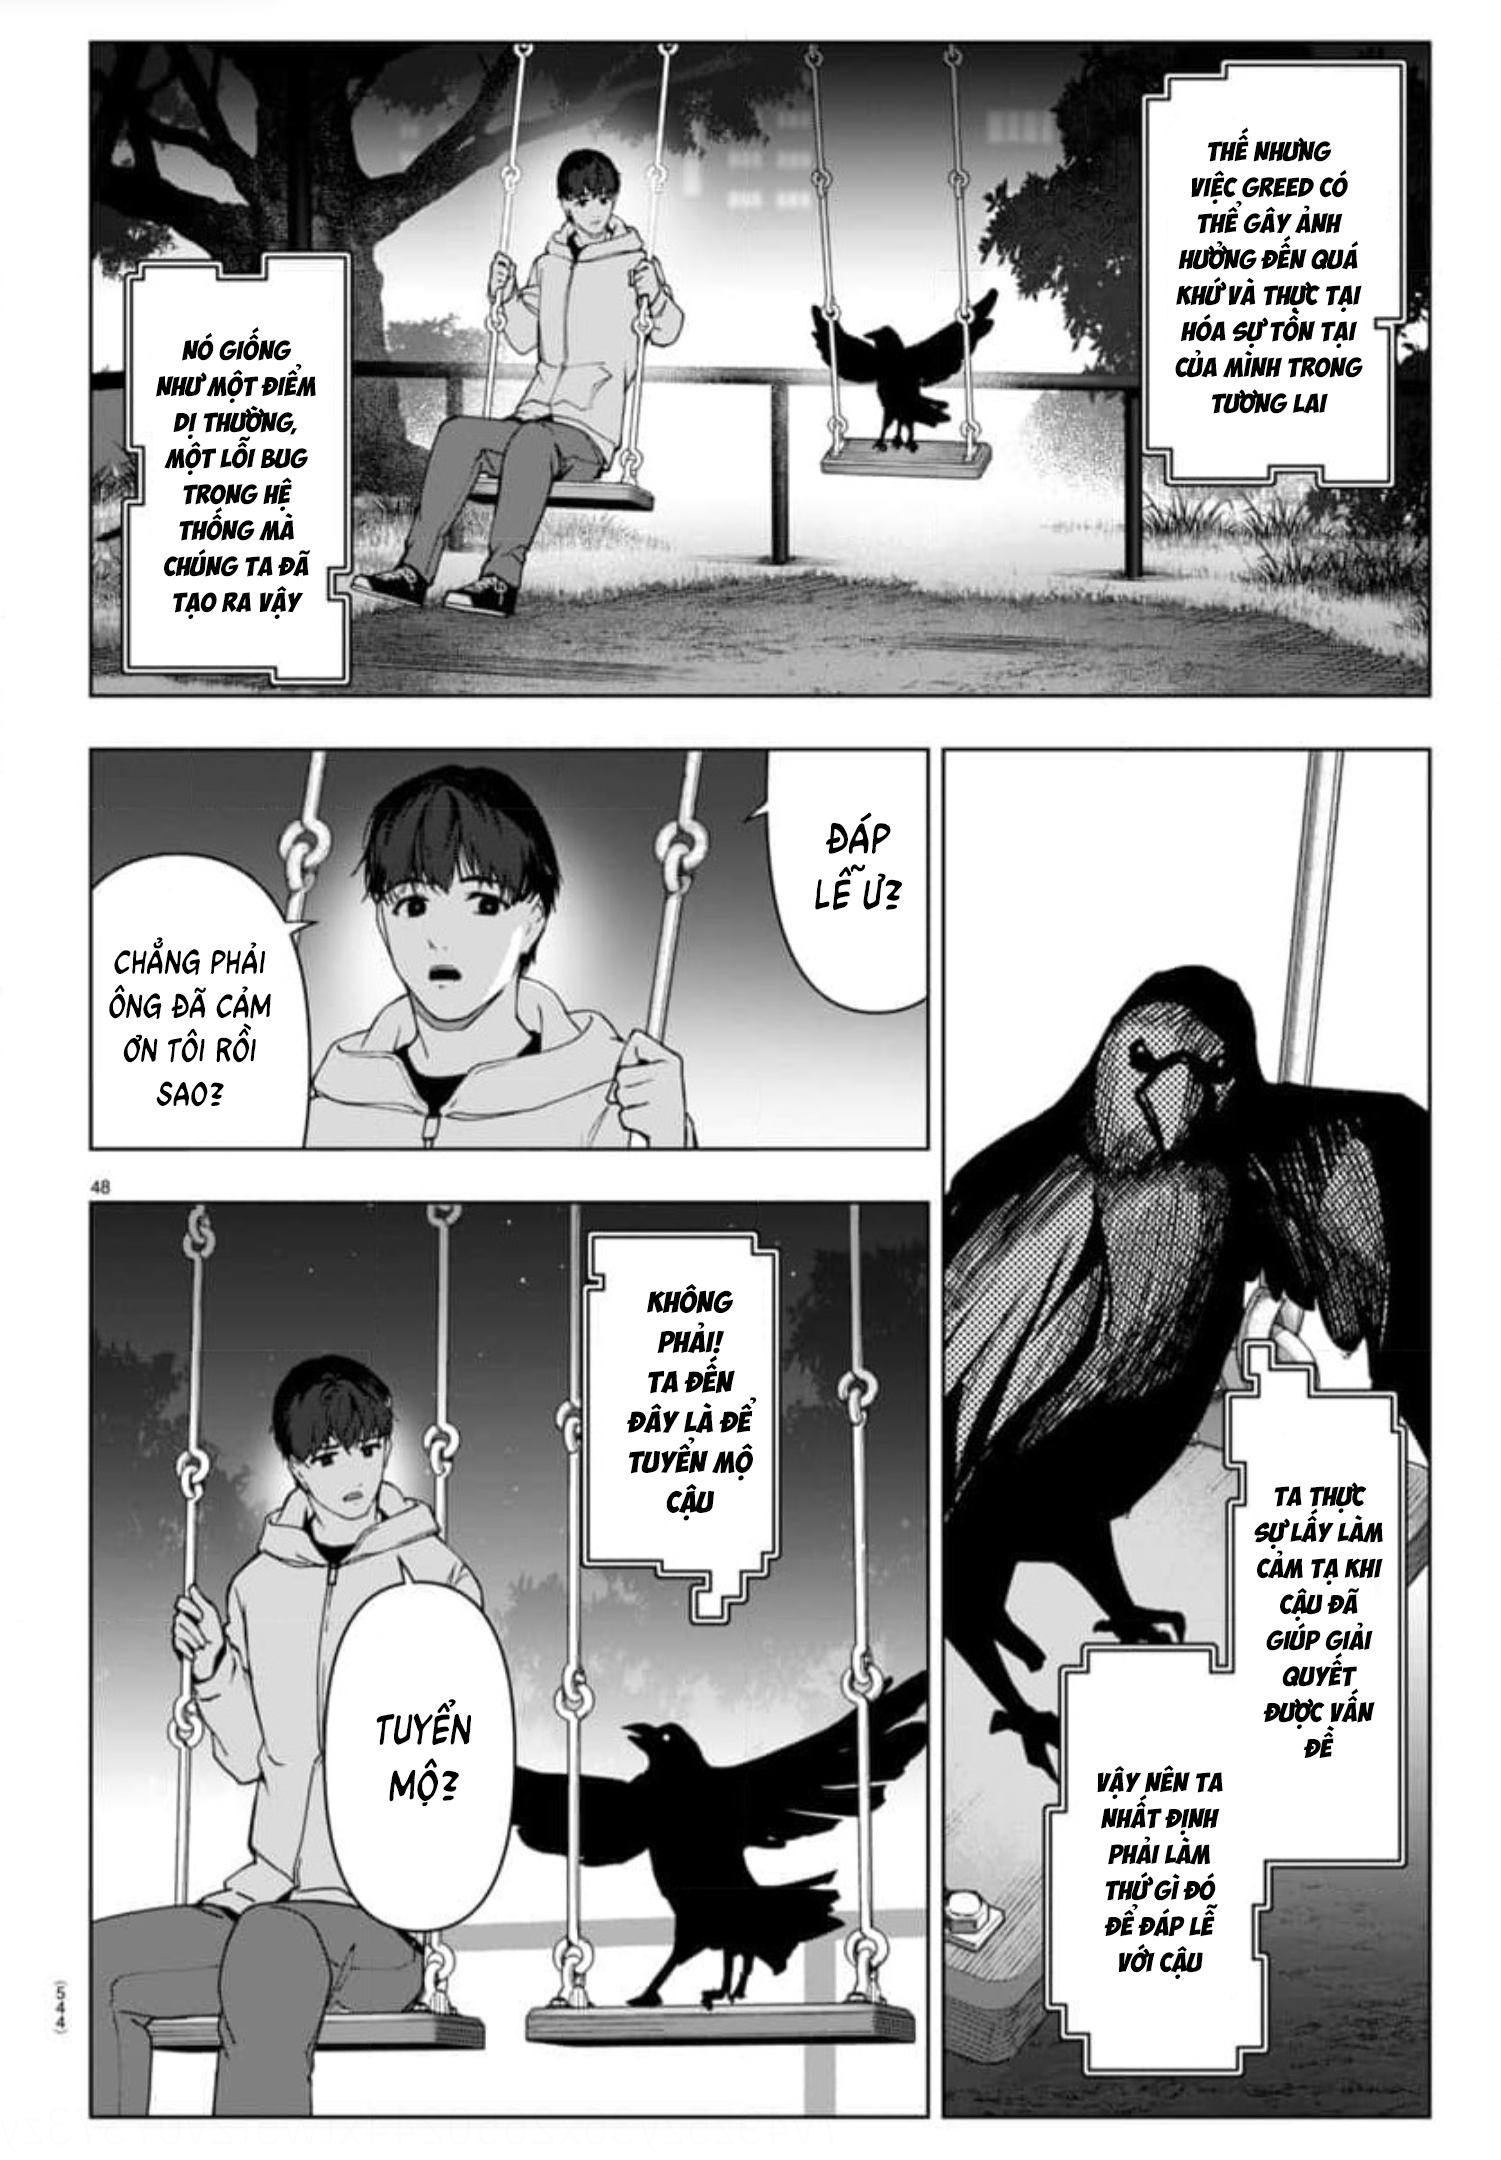 THẾ NHƯNG
VIỆC GREED CÓ
THỂ GÂY ẢNH
HƯỞNG ĐẾN QUÁ
KHỨ VÀ THỰC TẠI
HÓA SỰ TỒN TẠI
CỦA MÌNH TRONG
TƯƠNG LAI
NÓ GIỐNG
NHƯ MỘT ĐIỂM
DỊ THƯỜNG,
MỘT LỖI BUG
TRONG HỆ
THỐNG MÀ
CHÚNG TA ĐÃ
TẠO RA VẬY
TA THỰC
SỰ LẤY LÀM
CẢM TẠ KHI
CẬU ĐÃ
GIÚP GIẢI
QUYẾT
ĐƯỢC VẤN
ĐỀ
VẬY NÊN TA
NHẤT ĐỊNH
PHẢI LÀM
THỨ GÌ ĐÓ
ĐỂ ĐÁP LỄ
VỚI CẬU
ĐÁP
LỄ Ư?
CHẲNG PHẢI
ÔNG ĐÃ CẢM
ƠN TÔI RỒI
SAO?
48
KHÔNG
PHẢI!
TA ĐẾN
ĐÂY LÀ ĐỂ
TUYỂN MỘ
CẬU
TUYỂN
MỘ?
(544)